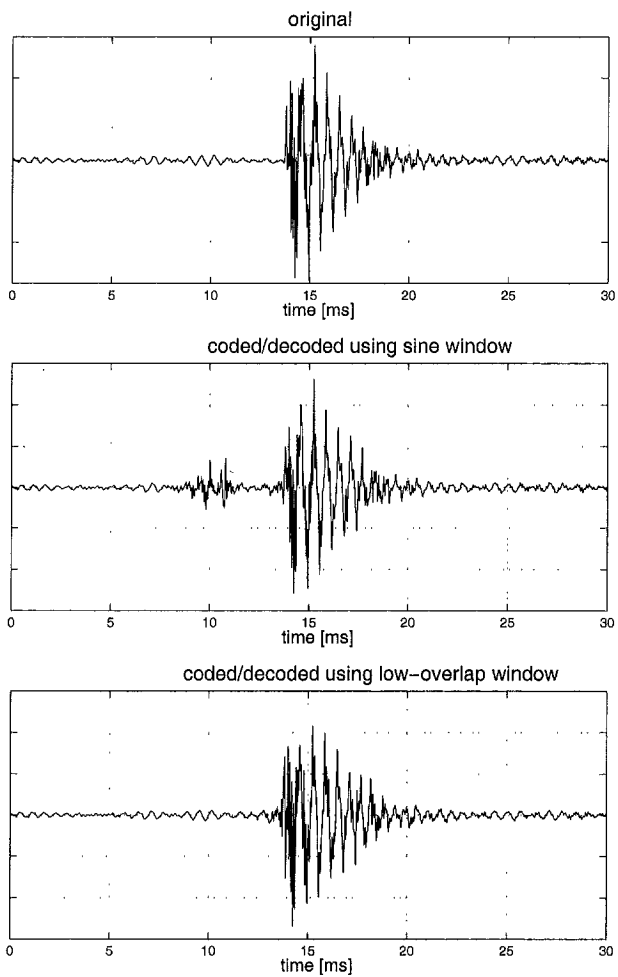 original
0 5 10 15 20 25 30
time [ms]
coded/decoded using sine window
0 5 10 15 20 25 30
time [ms]
coded/decoded using low-overlap window
0 5 10 15 20 25 30
time [ms]